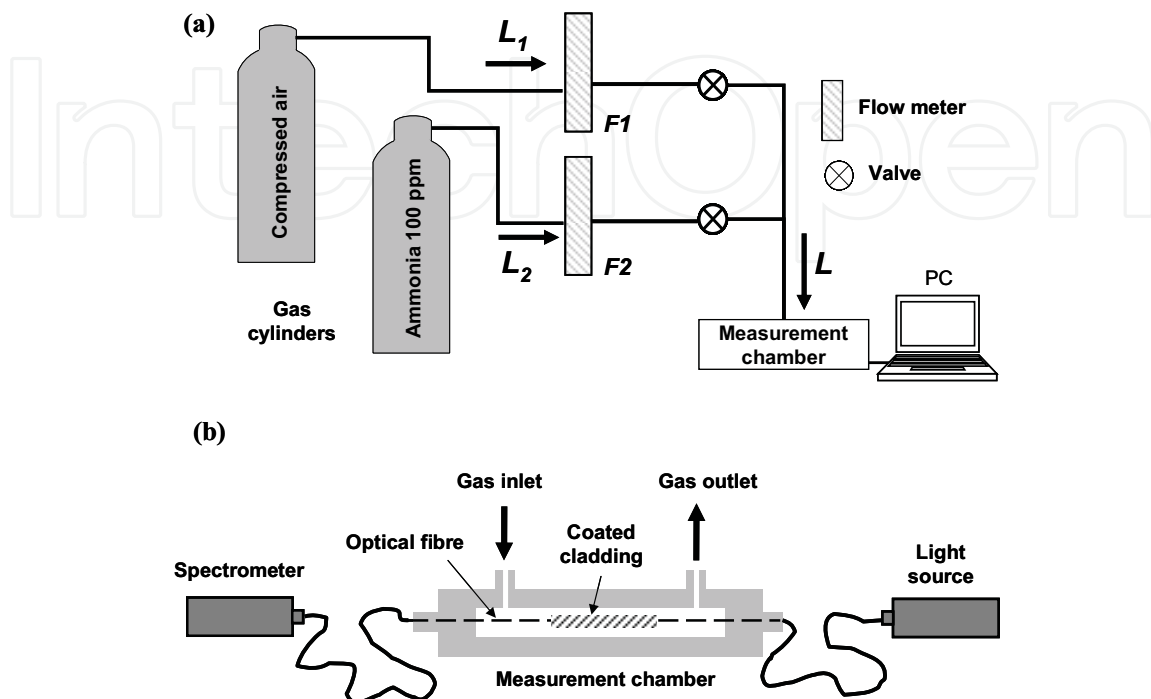 (a)
L1
Compressed air
F1
Flow meter
Ammonia 100 ppm
Valve
L2
F2
L
Gas
cylinders
PC
Measurement
chamber
IntechOpen
(b)
Gas inlet
Gas outlet
Optical fibre
Coated
cladding
Spectrometer
Light
source
Measurement chamber